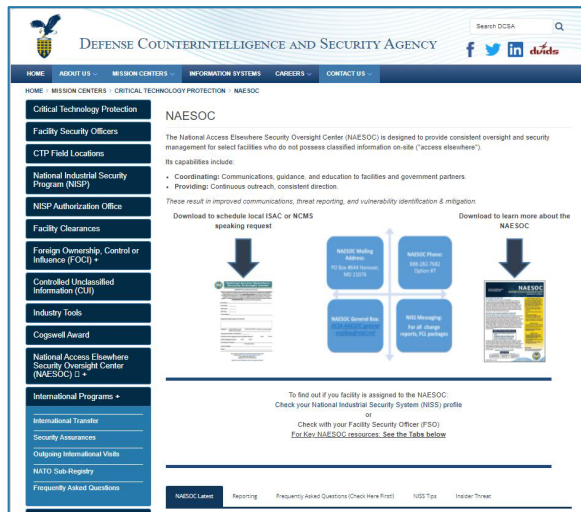 Search DCSA
DEFENSE COUNTERINTELLIGENCE AND SECURITY AGENCY
f in dvids
HOME ABOUT US MISSION CENTERS INFORMATION SYSTEMS CAREERS CONTACT US
HOME > MISSION CENTERS > CRITICAL TECHNOLOGY PROTECTION > NAESOC
Critical Technology Protection
Facility Security Officers
CTP Field Locations
National Industrial Security
Program (NISP)
NISP Authorization Office
Facility Clearances
Foreign Ownership, Control or
Influence (FOCI) +
Controlled Unclassified
Information (CUI)
Industry Tools
Cogswell Award
National Access Elsewhere
Security Oversight Center
(NAESOC) +
International Programs +
International Transfer
Security Assurances
Outgoing International Visits
NATO Sub-Registry
Frequently Asked Questions
NAESOC
The National Access Elsewhere Security Oversight Center (NAESOC) is designed to provide consistent oversight and security
management for select facilities who do not possess classified information on-site ("access elsewhere").
Its capabilities include:
• Coordinating: Communications, guidance, and education to facilities and government partners.
• Providing: Continuous outreach, consistent direction.
These result in improved communications, threat reporting, and vulnerability identification & mitigation.
Download to schedule local ISAC or NCMS
speaking request
NAESOC Mailing
Address:
PO Box #644 Hanover,
MD 21076
NAESOC Phone:
888-282-7682
Option #7
NAESOC General Box:
NISS Messaging:
For all change
reports, FCL packages
Download to learn more about the
NAESOC
NAESOC
To find out if you facility is assigned to the NAESOC:
Check your National Industrial Security System (NISS) profile
or
Check with your Facility Security Officer (FSO)
For Key NAESOC resources: See the Tabs below
NAESOC Latest Reporting Frequently Asked Questions (Check Here First!) NISS Tips Insider Threat